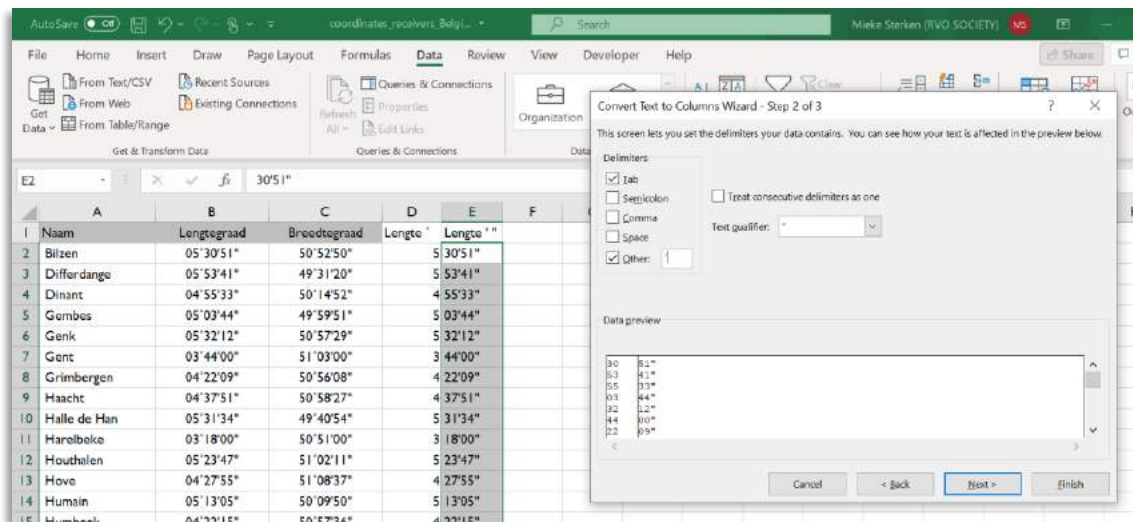 AutoSave Off coordinates_receivers_Belgi... Search Mieke Sterken (RVO SOCIETY) MS
File Home Insert Draw Page Layout Formulas Data Review View Developer Help Share
From Text/CSV Recent Sources Queries & Connections Clear
From Web Existing Connections Properties
From Table/Range Edit Links
Get Data Refresh All Organization
Get & Transform Data Queries & Connections Data
E2 fx 30'51"
A B C D E F
1 Naam Lengtegraad Breedtegraad Lengte ° Lengte ' "
2 Bilzen 05°30'51" 50°52'50" 5 30'51"
3 Differdange 05°53'41" 49°31'20" 5 53'41"
4 Dinant 04°55'33" 50°14'52" 4 55'33"
5 Gembes 05°03'44" 49°59'51" 5 03'44"
6 Genk 05°32'12" 50°57'29" 5 32'12"
7 Gent 03°44'00" 51°03'00" 3 44'00"
8 Grimbergen 04°22'09" 50°56'08" 4 22'09"
9 Haacht 04°37'51" 50°58'27" 4 37'51"
10 Halle de Han 05°31'34" 49°40'54" 5 31'34"
11 Harelbeke 03°18'00" 50°51'00" 3 18'00"
12 Houthalen 05°23'47" 51°02'11" 5 23'47"
13 Hove 04°27'55" 51°08'37" 4 27'55"
14 Humain 05°13'05" 50°09'50" 5 13'05"
15 Humbeek 04°22'15" 50°57'36" 4 22'15"
Convert Text to Columns Wizard - Step 2 of 3 ? ×
This screen lets you set the delimiters your data contains. You can see how your text is affected in the preview below.
Delimiters
Tab
Semicolon
Comma
Space
Other: '
Treat consecutive delimiters as one
Text qualifier: "
Data preview
30 51"
53 41"
55 33"
03 44"
32 12"
44 00"
22 09"
Cancel < Back Next > Finish